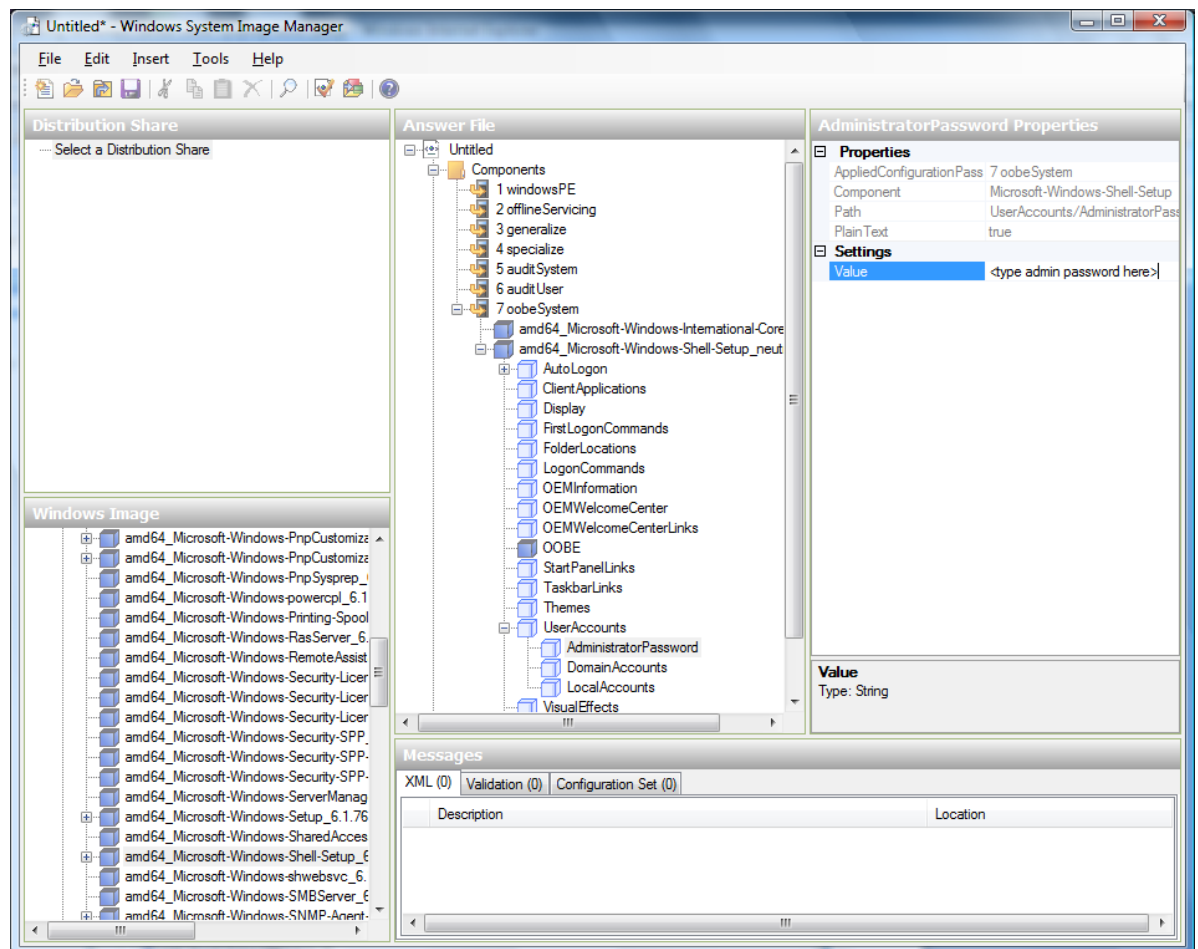 Untitled* - Windows System Image Manager
File Edit Insert Tools Help
Distribution Share
Select a Distribution Share
Windows Image
amd64_Microsoft-Windows-PnpCustomiza
amd64_Microsoft-Windows-PnpCustomiza
amd64_Microsoft-Windows-PnpSysprep_
amd64_Microsoft-Windows-powercpl_6.1
amd64_Microsoft-Windows-Printing-Spool
amd64_Microsoft-Windows-RasServer_6.
amd64_Microsoft-Windows-RemoteAssist
amd64_Microsoft-Windows-Security-Licer
amd64_Microsoft-Windows-Security-Licer
amd64_Microsoft-Windows-Security-Licer
amd64_Microsoft-Windows-Security-SPP_
amd64_Microsoft-Windows-Security-SPP-
amd64_Microsoft-Windows-Security-SPP-
amd64_Microsoft-Windows-ServerManag
amd64_Microsoft-Windows-Setup_6.1.76
amd64_Microsoft-Windows-SharedAcces
amd64_Microsoft-Windows-Shell-Setup_6
amd64_Microsoft-Windows-shwebsvc_6.
amd64_Microsoft-Windows-SMBServer_6
amd64_Microsoft-Windows-SNMP-Agent-
Answer File
Untitled
Components
1 windowsPE
2 offlineServicing
3 generalize
4 specialize
5 auditSystem
6 auditUser
7 oobeSystem
amd64_Microsoft-Windows-International-Core
amd64_Microsoft-Windows-Shell-Setup_neut
AutoLogon
ClientApplications
Display
FirstLogonCommands
FolderLocations
LogonCommands
OEMInformation
OEMWelcomeCenter
OEMWelcomeCenterLinks
OOBE
StartPanelLinks
TaskbarLinks
Themes
UserAccounts
AdministratorPassword
DomainAccounts
LocalAccounts
VisualEffects
AdministratorPassword Properties
Properties
AppliedConfigurationPass 7 oobeSystem
Component Microsoft-Windows-Shell-Setup
Path UserAccounts/AdministratorPass
PlainText true
Settings
Value <type admin password here>
Value
Type: String
Messages
XML (0) Validation (0) Configuration Set (0)
Description Location